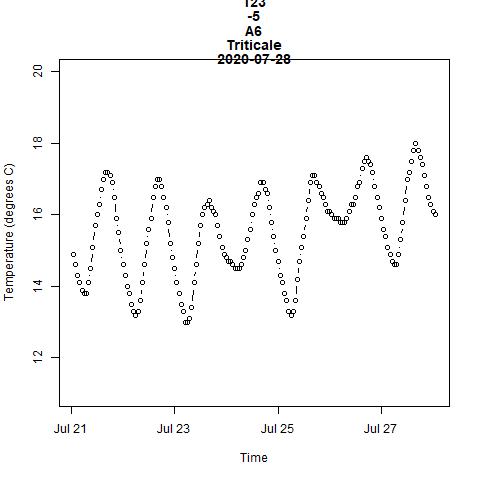 123
-5
A6
Triticale
2020-07-28
Temperature (degrees C)
20
18
16
14
12
Jul 21
Jul 23
Jul 25
Jul 27
Time